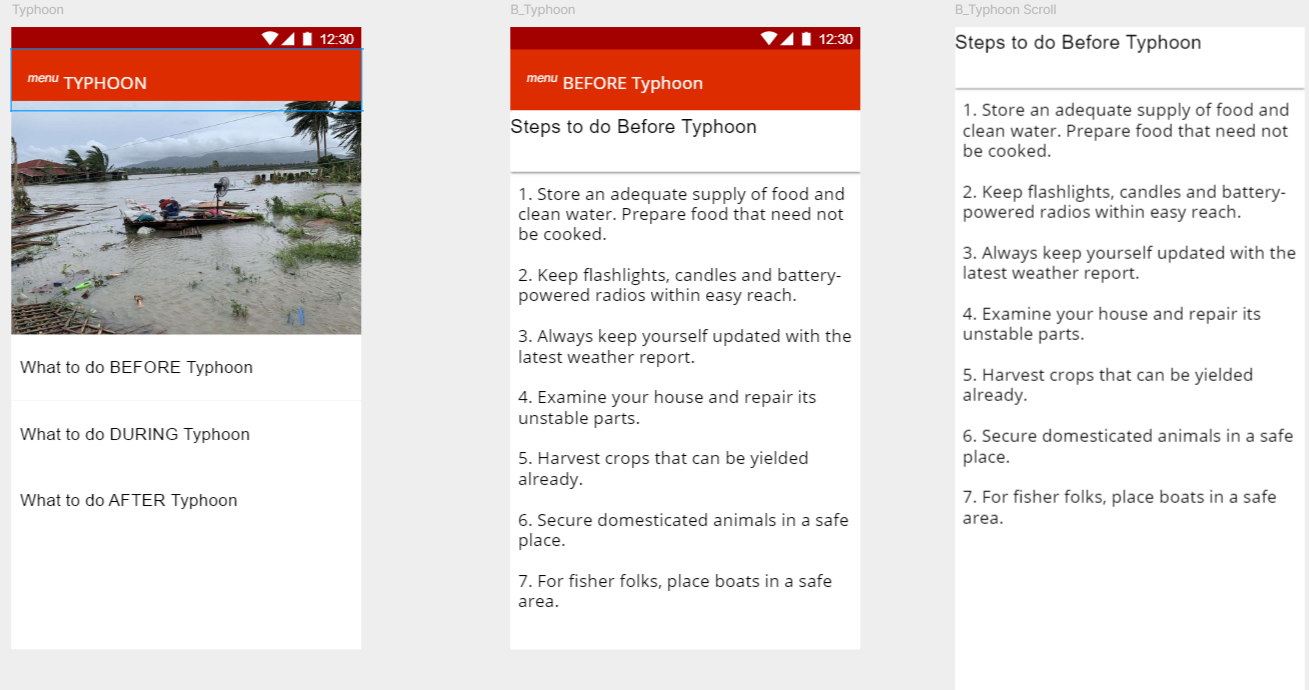 Typhoon
12:30
menu TYPHOON
What to do BEFORE Typhoon
What to do DURING Typhoon
What to do AFTER Typhoon
B_Typhoon
12:30
menu BEFORE Typhoon
Steps to do Before Typhoon
1. Store an adequate supply of food and
clean water. Prepare food that need not
be cooked.
2. Keep flashlights, candles and battery-
powered radios within easy reach.
3. Always keep yourself updated with the
latest weather report.
4. Examine your house and repair its
unstable parts.
5. Harvest crops that can be yielded
already.
6. Secure domesticated animals in a safe
place.
7. For fisher folks, place boats in a safe
area.
B_Typhoon Scroll
Steps to do Before Typhoon
1. Store an adequate supply of food and
clean water. Prepare food that need not
be cooked.
2. Keep flashlights, candles and battery-
powered radios within easy reach.
3. Always keep yourself updated with the
latest weather report.
4. Examine your house and repair its
unstable parts.
5. Harvest crops that can be yielded
already.
6. Secure domesticated animals in a safe
place.
7. For fisher folks, place boats in a safe
area.